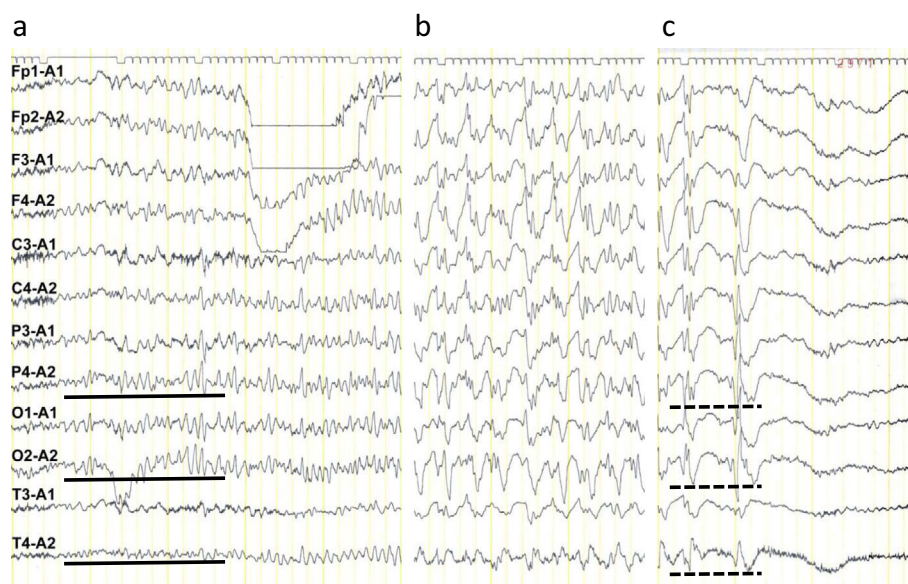 a
b
c
Fp1-A1
Fp2-A2
F3-A1
F4-A2
C3-A1
C4-A2
P3-A1
P4-A2
O1-A1
O2-A2
T3-A1
T4-A2